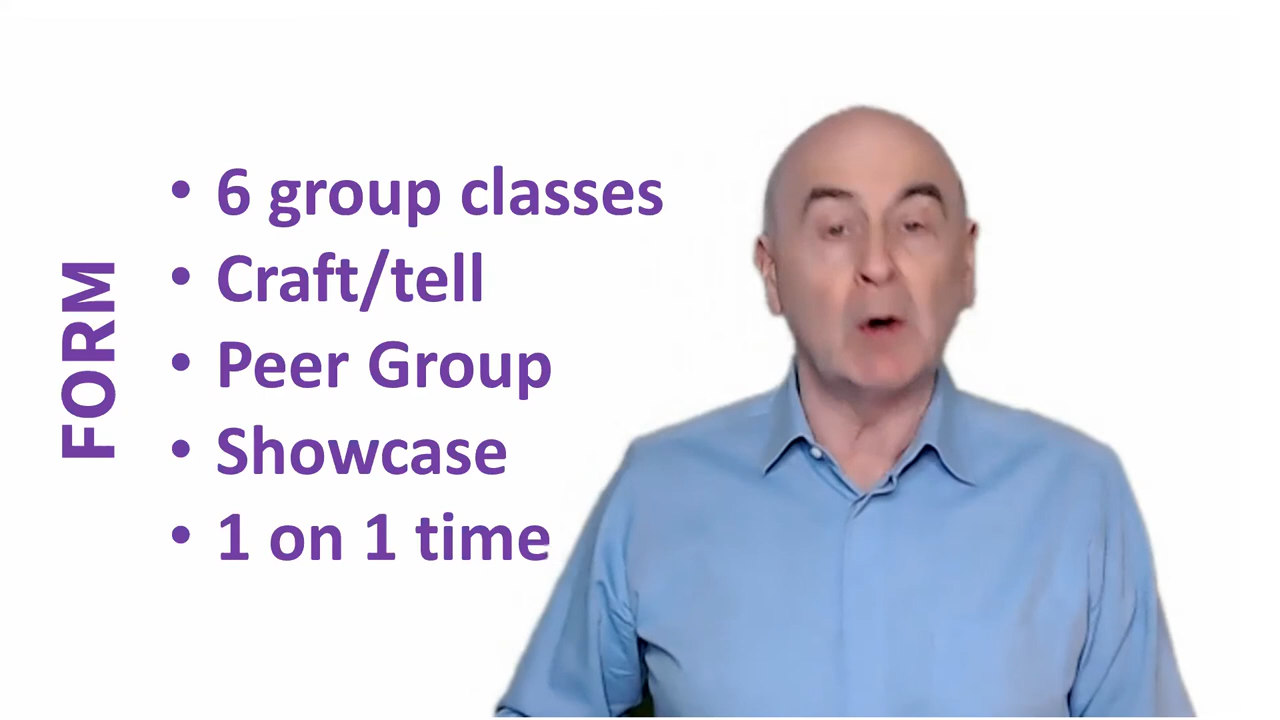 FORM
• 6 group classes
• Craft/tell
• Peer Group
• Showcase
• 1 on 1 time